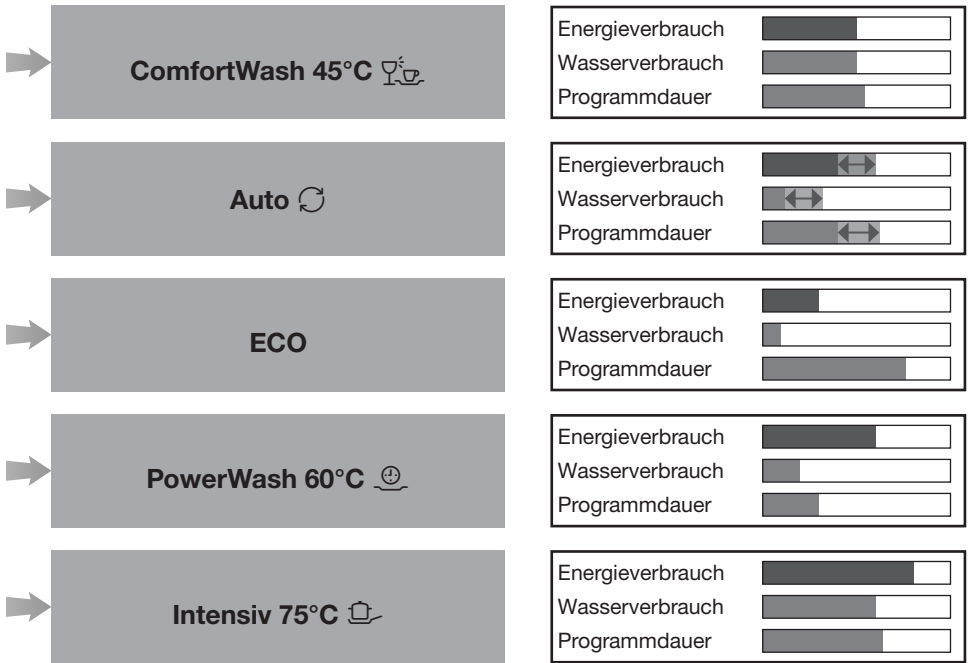 ComfortWash 45°C
Energieverbrauch
Wasserverbrauch
Programmdauer
Auto
Energieverbrauch
Wasserverbrauch
Programmdauer
ECO
Energieverbrauch
Wasserverbrauch
Programmdauer
PowerWash 60°C
Energieverbrauch
Wasserverbrauch
Programmdauer
Intensiv 75°C
Energieverbrauch
Wasserverbrauch
Programmdauer